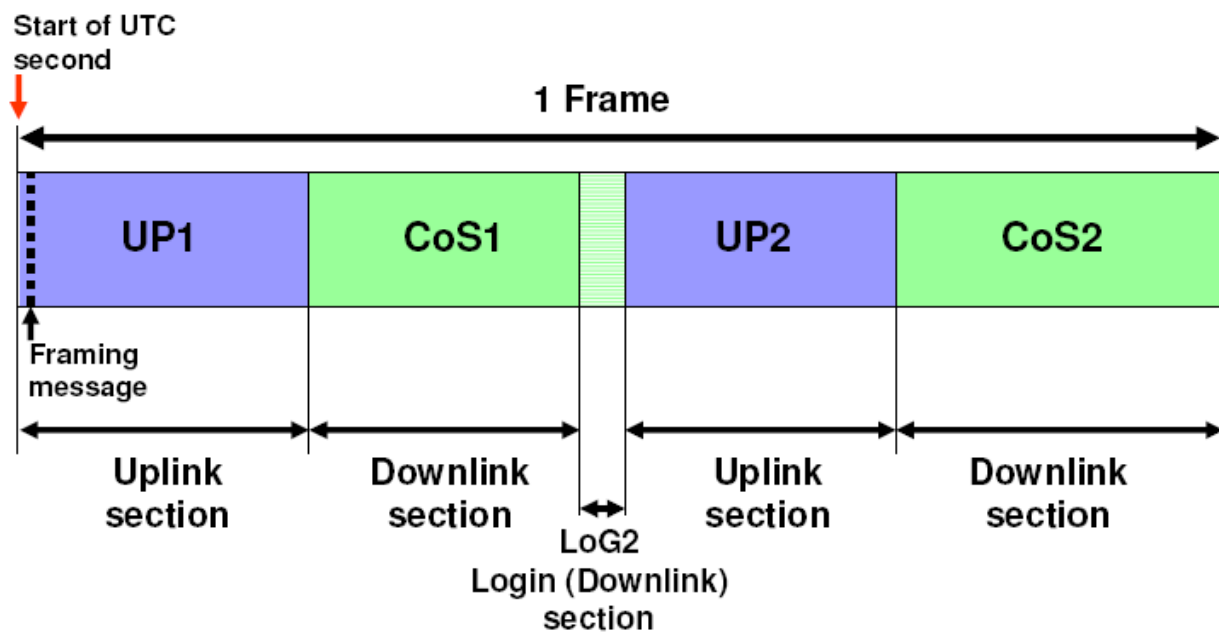 Start of UTC
second
1 Frame
UP1
CoS1
UP2
CoS2
Framing
message
Uplink
section
Downlink
section
LoG2
Login (Downlink)
section
Uplink
section
Downlink
section